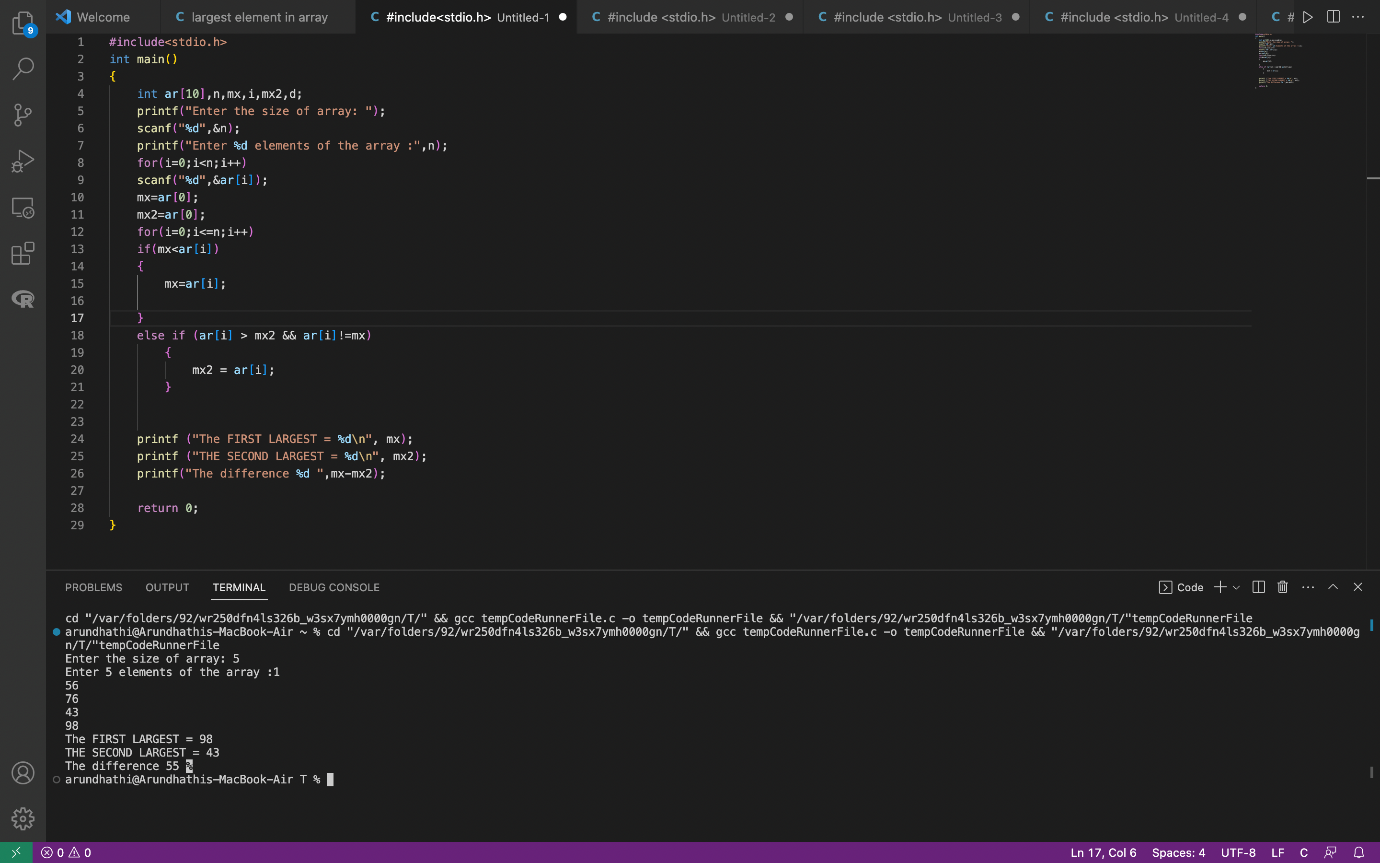 Welcome
C largest element in array
C #include<stdio.h> Untitled-1
C #include <stdio.h> Untitled-2
C #include <stdio.h> Untitled-3
C #include <stdio.h> Untitled-4
C #
9
1 #include<stdio.h>
2 int main()
3 {
4 int ar[10],n,mx,i,mx2,d;
5 printf("Enter the size of array: ");
6 scanf("%d",&n);
7 printf("Enter %d elements of the array :",n);
8 for(i=0;i<n;i++)
9 scanf("%d",&ar[i]);
10 mx=ar[0];
11 mx2=ar[0];
12 for(i=0;i<=n;i++)
13 if(mx<ar[i])
14 {
15 mx=ar[i];
16
17 }
18 else if (ar[i] > mx2 && ar[i]!=mx)
19 {
20 mx2 = ar[i];
21 }
22
23
24 printf ("The FIRST LARGEST = %d\n", mx);
25 printf ("THE SECOND LARGEST = %d\n", mx2);
26 printf("The difference %d ",mx-mx2);
27
28 return 0;
29 }
PROBLEMS OUTPUT TERMINAL DEBUG CONSOLE
Code
cd "/var/folders/92/wr250dfn4ls326b_w3sx7ymh0000gn/T/" && gcc tempCodeRunnerFile.c -o tempCodeRunnerFile && "/var/folders/92/wr250dfn4ls326b_w3sx7ymh0000gn/T/"tempCodeRunnerFile
arundhathi@Arundhathis-MacBook-Air ~ % cd "/var/folders/92/wr250dfn4ls326b_w3sx7ymh0000gn/T/" && gcc tempCodeRunnerFile.c -o tempCodeRunnerFile && "/var/folders/92/wr250dfn4ls326b_w3sx7ymh0000g
n/T/"tempCodeRunnerFile
Enter the size of array: 5
Enter 5 elements of the array :1
56
76
43
98
The FIRST LARGEST = 98
THE SECOND LARGEST = 43
The difference 55 %
arundhathi@Arundhathis-MacBook-Air T %
0 0
Ln 17, Col 6 Spaces: 4 UTF-8 LF C